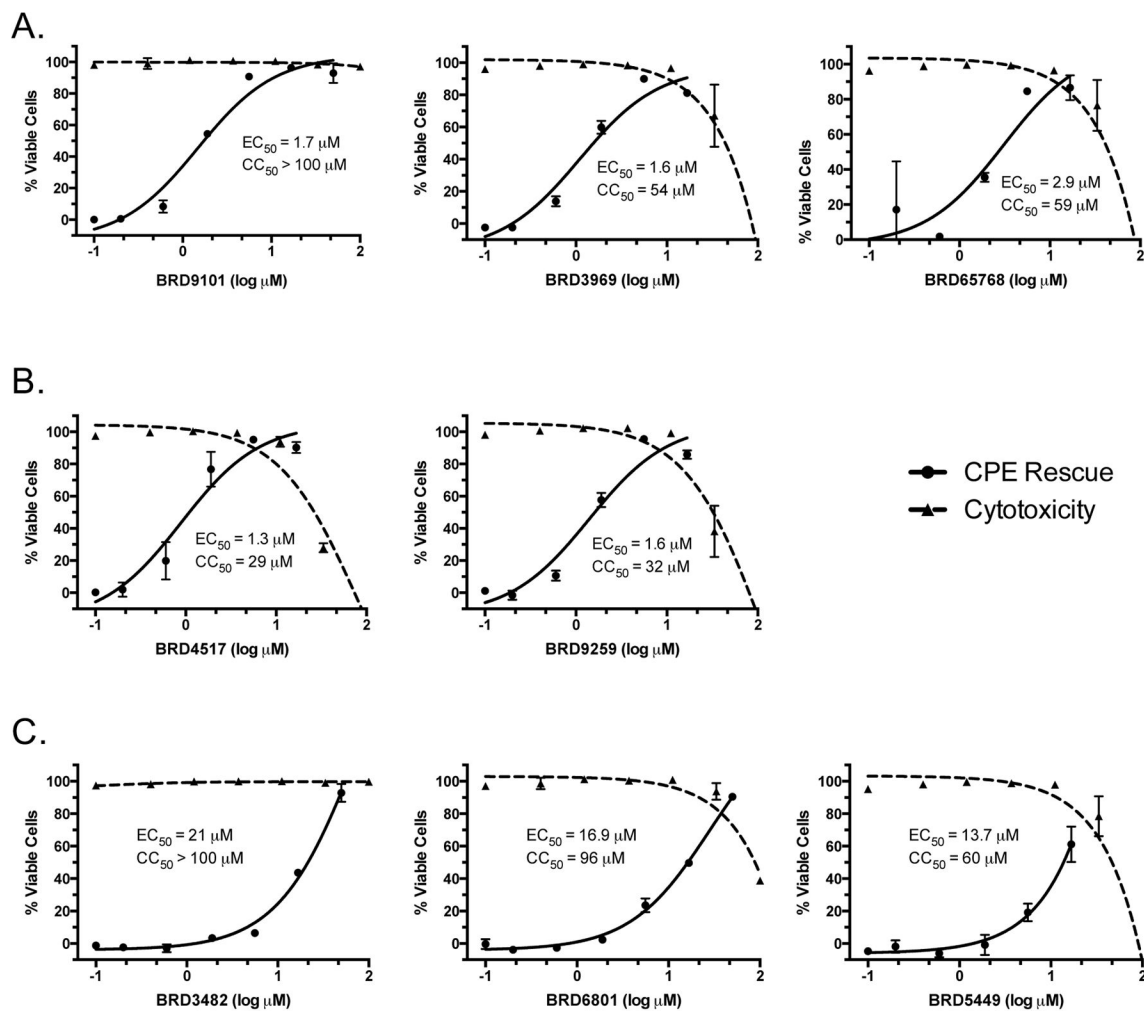 A.
% Viable Cells
100
80
60
40
20
0
-1 0 1 2
BRD9101 (log µM)
EC50 = 1.7 µM
CC50 > 100 µM
% Viable Cells
100
80
60
40
20
0
-1 0 1 2
BRD3969 (log µM)
EC50 = 1.6 µM
CC50 = 54 µM
% Viable Cells
100
80
60
40
20
0
-1 0 1 2
BRD65768 (log µM)
EC50 = 2.9 µM
CC50 = 59 µM
B.
% Viable Cells
100
80
60
40
20
0
-1 0 1 2
BRD4517 (log µM)
EC50 = 1.3 µM
CC50 = 29 µM
% Viable Cells
100
80
60
40
20
0
-1 0 1 2
BRD9259 (log µM)
EC50 = 1.6 µM
CC50 = 32 µM
CPE Rescue
Cytotoxicity
C.
% Viable Cells
100
80
60
40
20
0
-1 0 1 2
BRD3482 (log µM)
EC50 = 21 µM
CC50 > 100 µM
% Viable Cells
100
80
60
40
20
0
-1 0 1 2
BRD6801 (log µM)
EC50 = 16.9 µM
CC50 = 96 µM
% Viable Cells
100
80
60
40
20
0
-1 0 1 2
BRD5449 (log µM)
EC50 = 13.7 µM
CC50 = 60 µM